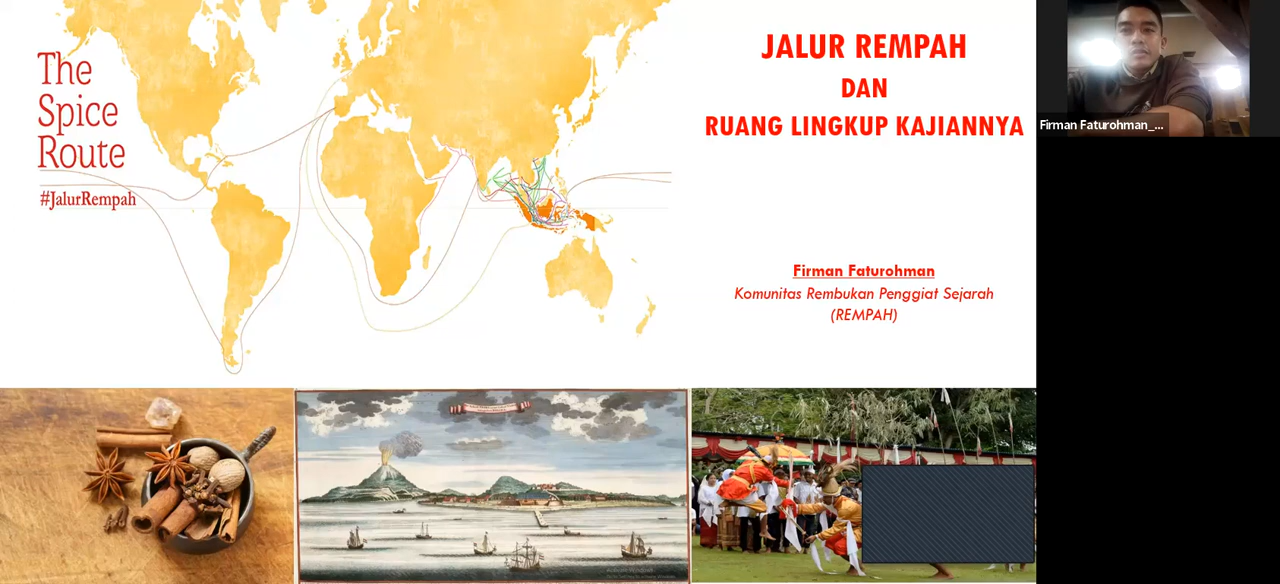 The
Spice
Route
#JalurRempah
JALUR REMPAH
DAN
RUANG LINGKUP KAJIANNYA
Firman Faturohman
Komunitas Rembukan Penggiat Sejarah
(REMPAH)
Firman Faturohman_...